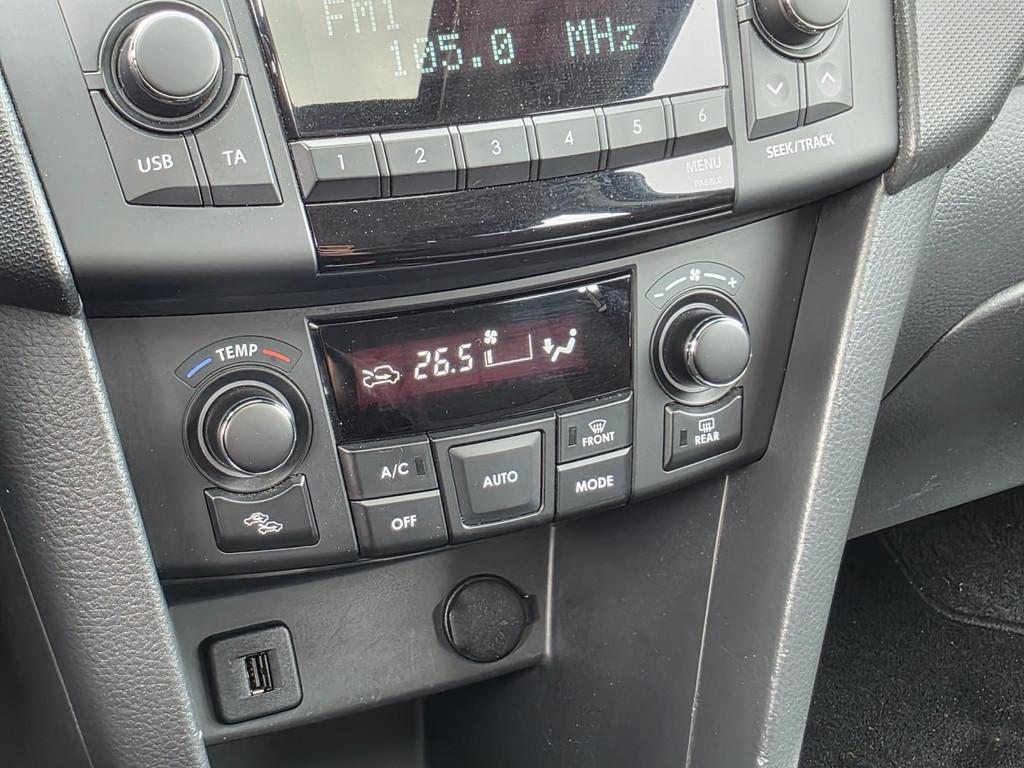 FM1
105.0 MHz
USB
TA
1 2 3 4 5 6
MENU
SEEK/TRACK
TEMP
26.5
- +
A/C
OFF
AUTO
FRONT
MODE
REAR